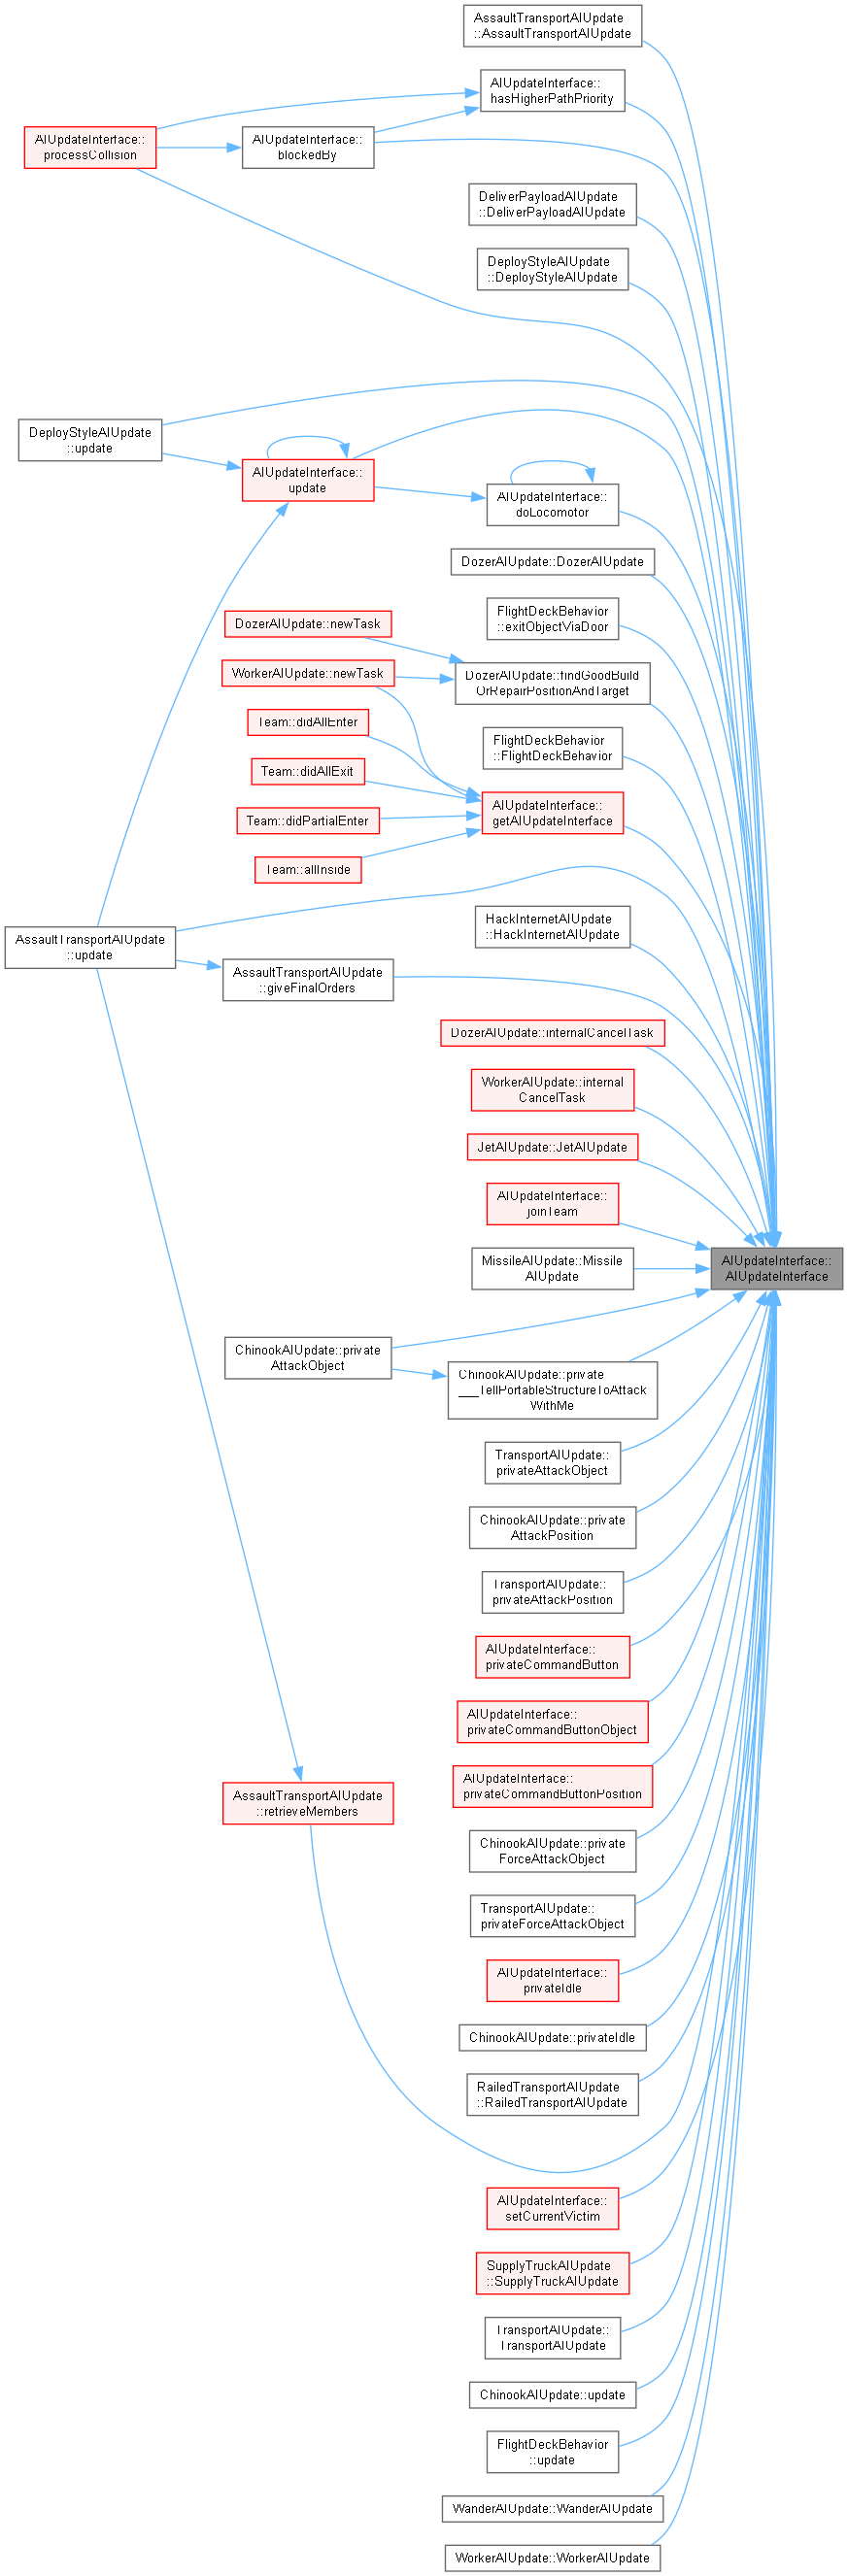 AssaultTransportAIUpdate
::AssaultTransportAIUpdate
AIUpdateInterface::
hasHigherPathPriority
AIUpdateInterface::
processCollision
AIUpdateInterface::
blockedBy
DeliverPayloadAIUpdate
::DeliverPayloadAIUpdate
DeployStyleAIUpdate
::DeployStyleAIUpdate
DeployStyleAIUpdate
::update
AIUpdateInterface::
update
AIUpdateInterface::
doLocomotor
DozerAIUpdate::DozerAIUpdate
FlightDeckBehavior
::exitObjectViaDoor
DozerAIUpdate::newTask
WorkerAIUpdate::newTask
DozerAIUpdate::findGoodBuild
OrRepairPositionAndTarget
Team::didAllEnter
FlightDeckBehavior
::FlightDeckBehavior
Team::didAllExit
Team::didPartialEnter
AIUpdateInterface::
getAIUpdateInterface
Team::allInside
HackInternetAIUpdate
::HackInternetAIUpdate
AssaultTransportAIUpdate
::update
AssaultTransportAIUpdate
::giveFinalOrders
DozerAIUpdate::internalCancelTask
WorkerAIUpdate::internal
CancelTask
JetAIUpdate::JetAIUpdate
AIUpdateInterface::
joinTeam
MissileAIUpdate::Missile
AIUpdate
AIUpdateInterface::
AIUpdateInterface
ChinookAIUpdate::private
AttackObject
ChinookAIUpdate::private
___TellPortableStructureToAttack
WithMe
TransportAIUpdate::
privateAttackObject
ChinookAIUpdate::private
AttackPosition
TransportAIUpdate::
privateAttackPosition
AIUpdateInterface::
privateCommandButton
AIUpdateInterface::
privateCommandButtonObject
AIUpdateInterface::
privateCommandButtonPosition
AssaultTransportAIUpdate
::retrieveMembers
ChinookAIUpdate::private
ForceAttackObject
TransportAIUpdate::
privateForceAttackObject
AIUpdateInterface::
privateIdle
ChinookAIUpdate::privateIdle
RailedTransportAIUpdate
::RailedTransportAIUpdate
AIUpdateInterface::
setCurrentVictim
SupplyTruckAIUpdate
::SupplyTruckAIUpdate
TransportAIUpdate::
TransportAIUpdate
ChinookAIUpdate::update
FlightDeckBehavior
::update
WanderAIUpdate::WanderAIUpdate
WorkerAIUpdate::WorkerAIUpdate